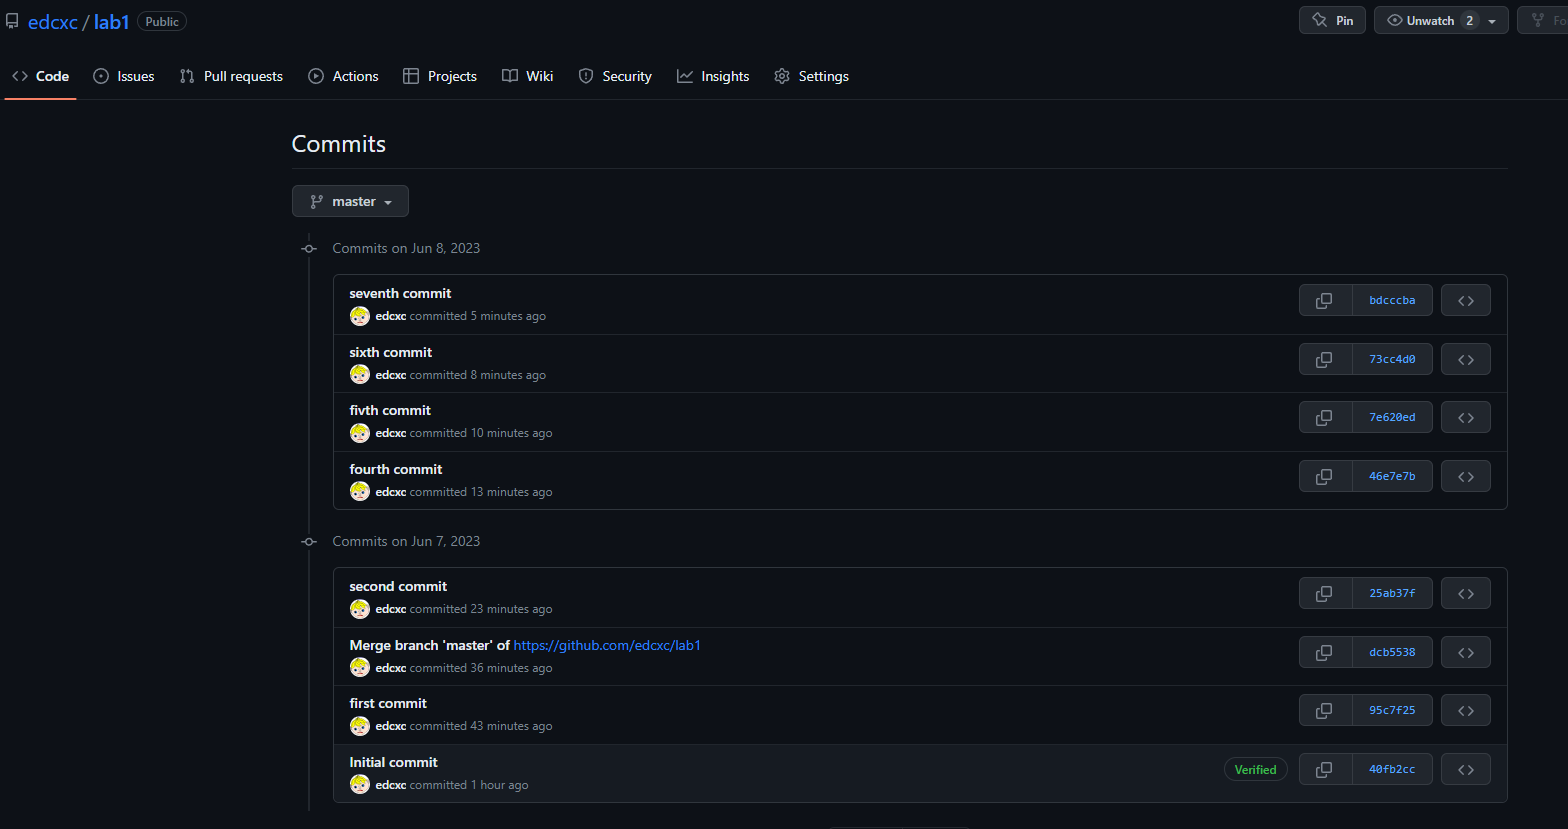 edcxc / lab1 Public
Pin Unwatch 2 Fo
Code Issues Pull requests Actions Projects Wiki Security Insights Settings
Commits
master
Commits on Jun 8, 2023
seventh commit
edcxc committed 5 minutes ago
bdcccba
sixth commit
edcxc committed 8 minutes ago
73cc4d0
fivth commit
edcxc committed 10 minutes ago
7e620ed
fourth commit
edcxc committed 13 minutes ago
46e7e7b
Commits on Jun 7, 2023
second commit
edcxc committed 23 minutes ago
25ab37f
Merge branch 'master' of https://github.com/edcxc/lab1
edcxc committed 36 minutes ago
dcb5538
first commit
edcxc committed 43 minutes ago
95c7f25
Initial commit
edcxc committed 1 hour ago
Verified 40fb2cc